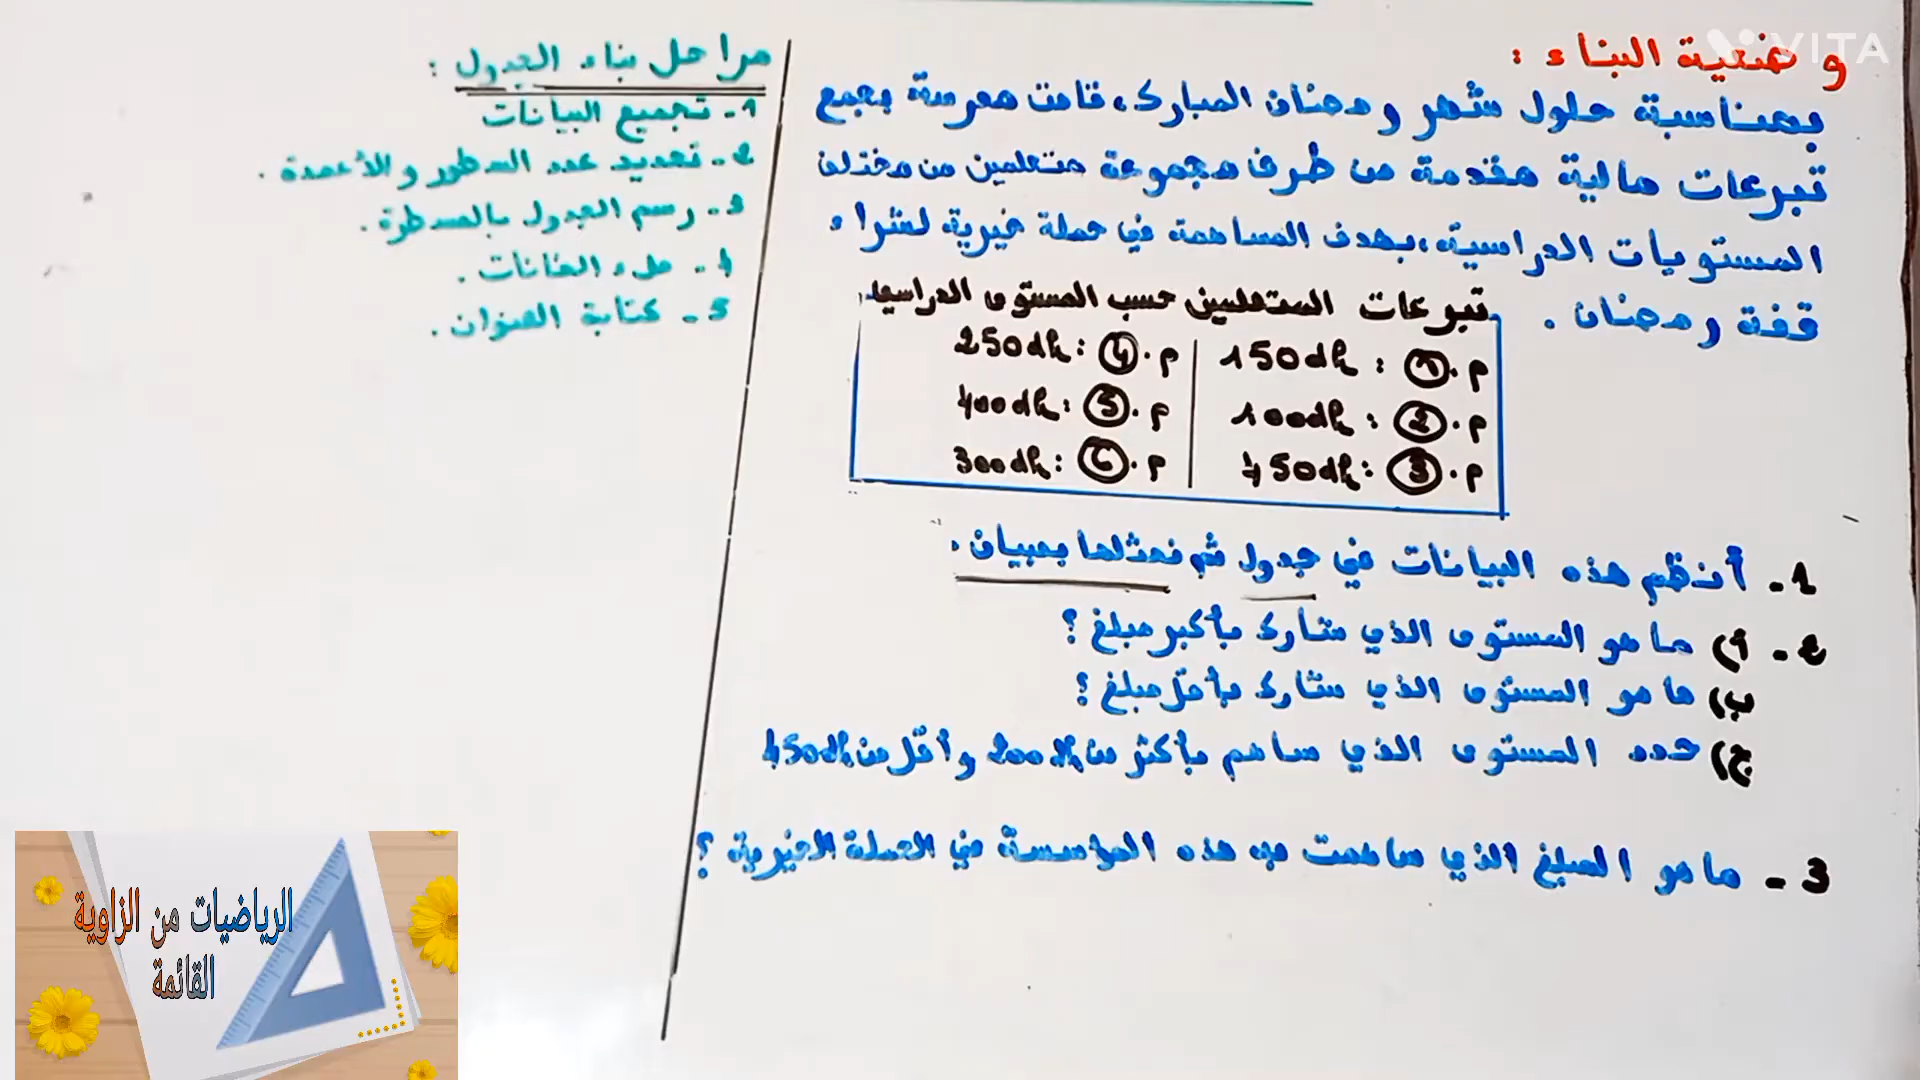 وضعية البناء :
بمناسبة حلول شهر رمضان المبارك، قامت مدرسة بجمع
تبرعات مالية مقدمة من طرف مجموعة متعلمين من مختلف
المستويات الدراسية، بهدف المساهمة في حملة خيرية لشراء
قفة رمضان .
تبرعات المتعلمين حسب المستوى الدراسي
م. 1 : 150dh
م. 2 : 100dh
م. 3 : 450dh
م. 4 : 250dh
م. 5 : 400dh
م. 6 : 300dh
1 - أنظم هذه البيانات في جدول ثم نمثلها بمبيان .
2 - أ) ما هو المستوى الذي شارك بأكبر مبلغ ؟
ب) ما هو المستوى الذي شارك بأقل مبلغ ؟
ج) حدد المستوى الذي ساهم بأكثر من 200dh وأقل من 450dh
3 - ما هو المبلغ الذي ساهمت به هذه المؤسسة في الحملة الخيرية ؟
مراحل بناء الجدول :
1 - تجميع البيانات
2 - تحديد عدد السطور والأعمدة .
3 - رسم الجدول بالمسطرة .
4 - ملء الخانات .
5 - كتابة العنوان .
الرياضيات من الزاوية
القائمة
VITA